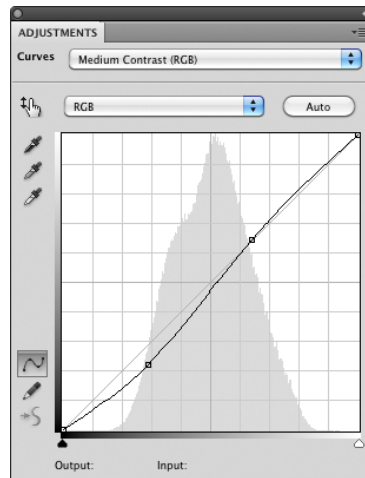 ADJUSTMENTS
Curves Medium Contrast (RGB)
RGB Auto
Output: Input: